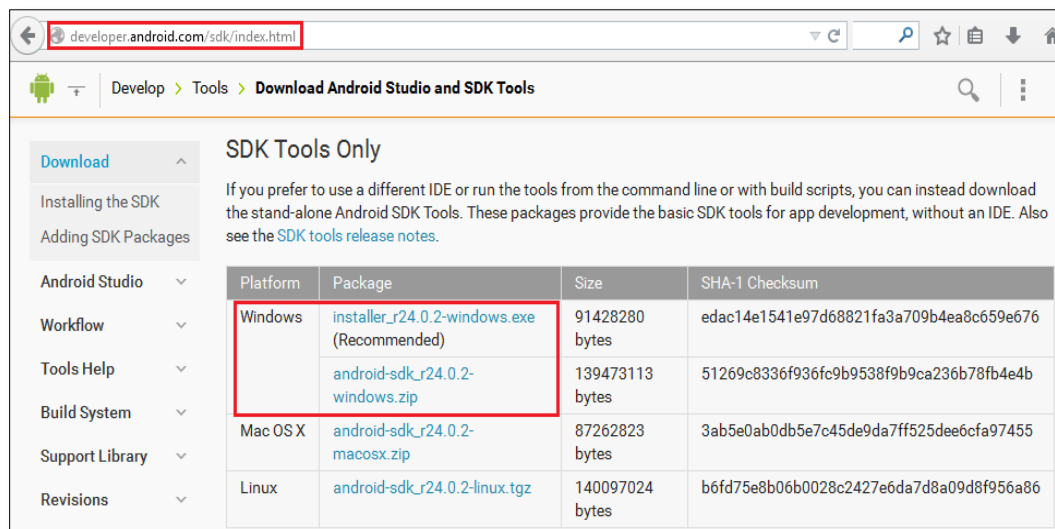 developer.android.com/sdk/index.html
Develop > Tools > Download Android Studio and SDK Tools
Download
Installing the SDK
Adding SDK Packages
Android Studio
Workflow
Tools Help
Build System
Support Library
Revisions
SDK Tools Only
If you prefer to use a different IDE or run the tools from the command line or with build scripts, you can instead download
the stand-alone Android SDK Tools. These packages provide the basic SDK tools for app development, without an IDE. Also
see the SDK tools release notes.
Platform Package Size SHA-1 Checksum
Windows installer_r24.0.2-windows.exe 91428280 edac14e1541e97d68821fa3a709b4ea8c659e676
(Recommended) bytes
android-sdk_r24.0.2- 139473113 51269c8336f936fc9b9538f9b9ca236b78fb4e4b
windows.zip bytes
Mac OS X android-sdk_r24.0.2- 87262823 3ab5e0ab0db5e7c45de9da7ff525dee6cfa97455
macosx.zip bytes
Linux android-sdk_r24.0.2-linux.tgz 140097024 b6fd75e8b06b0028c2427e6da7d8a09d8f956a86
bytes